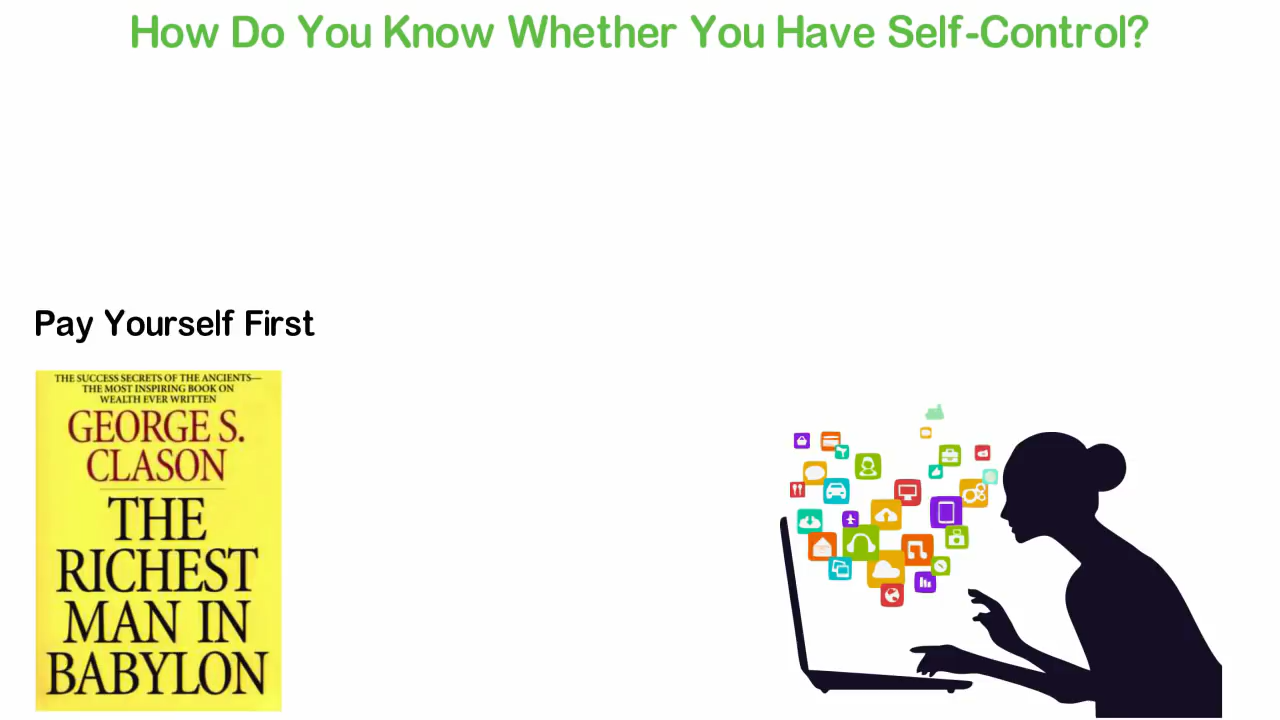 How Do You Know Whether You Have Self-Control?
Pay Yourself First
THE SUCCESS SECRETS OF THE ANCIENTS—
THE MOST INSPIRING BOOK ON
WEALTH EVER WRITTEN
GEORGE S.
CLASON
THE
RICHEST
MAN IN
BABYLON